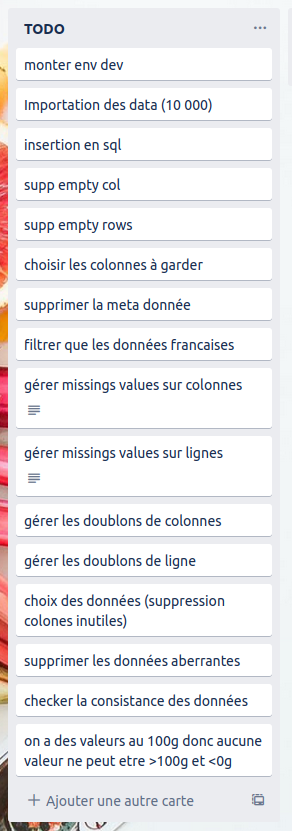 TODO
monter env dev
Importation des data (10 000)
insertion en sql
supp empty col
supp empty rows
choisir les colonnes à garder
supprimer la meta donnée
filtrer que les données francaises
gérer missings values sur colonnes
gérer missings values sur lignes
gérer les doublons de colonnes
gérer les doublons de ligne
choix des données (suppression
colones inutiles)
supprimer les données aberrantes
checker la consistance des données
on a des valeurs au 100g donc aucune
valeur ne peut etre >100g et <0g
+ Ajouter une autre carte